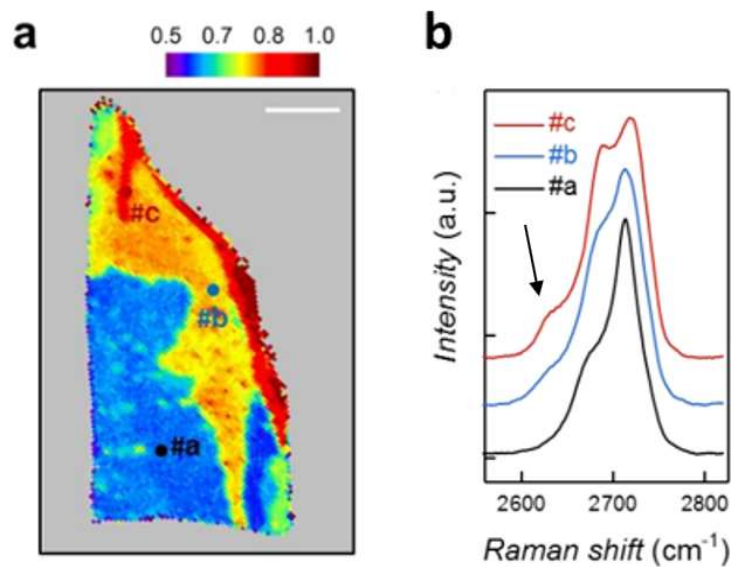 a
0.5 0.7 0.8 1.0
#c
#b
#a
b
#c
#b
#a
Intensity (a.u.)
2600 2700 2800
Raman shift (cm⁻¹)